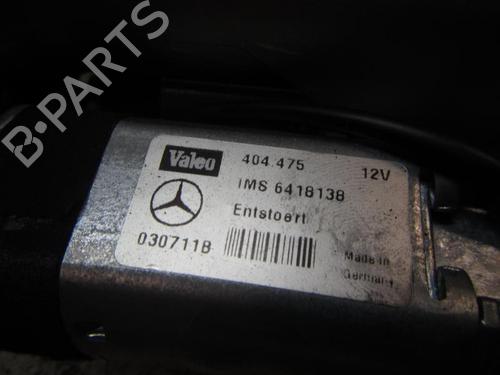 B-PARTS
Valeo 404.475 12V
IMS 6418138
Entstoert
030711B
Made in
Germany